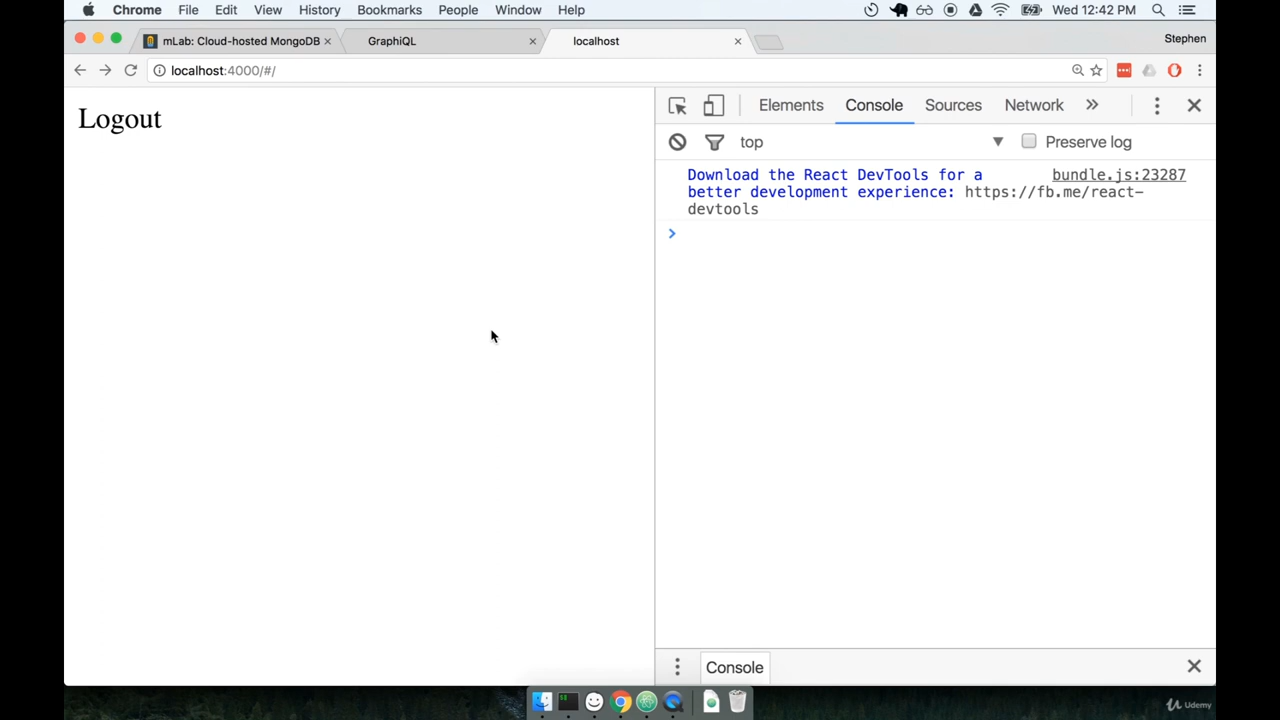 Chrome File Edit View History Bookmarks People Window Help Wed 12:42 PM
mLab: Cloud-hosted MongoDB GraphiQL localhost Stephen
localhost:4000/#/
Logout
Elements Console Sources Network
top Preserve log
Download the React DevTools for a bundle.js:23287
better development experience: https://fb.me/react-
devtools
Console
Udemy